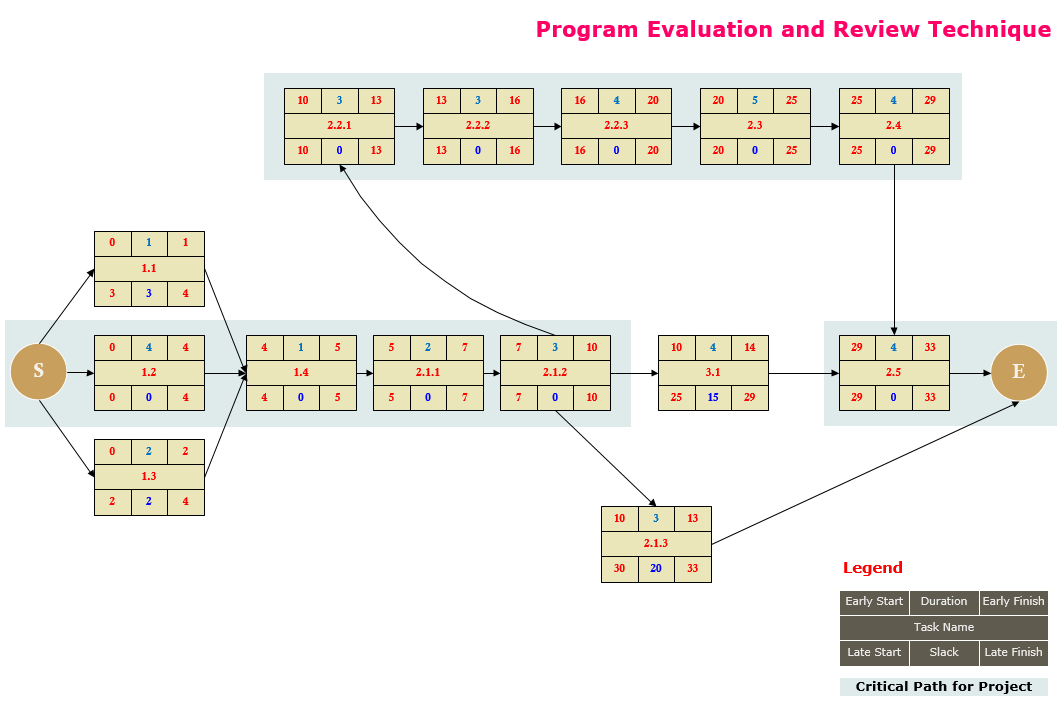 Program Evaluation and Review Technique
10 3 13
2.2.1
10 0 13
13 3 16
2.2.2
13 0 16
16 4 20
2.2.3
16 0 20
20 5 25
2.3
20 0 25
25 4 29
2.4
25 0 29
0 1 1
1.1
3 3 4
S
0 4 4
1.2
0 0 4
4 1 5
1.4
4 0 5
5 2 7
2.1.1
5 0 7
7 3 10
2.1.2
7 0 10
10 4 14
3.1
25 15 29
29 4 33
2.5
29 0 33
E
0 2 2
1.3
2 2 4
10 3 13
2.1.3
30 20 33
Legend
Early Start Duration Early Finish
Task Name
Late Start Slack Late Finish
Critical Path for Project